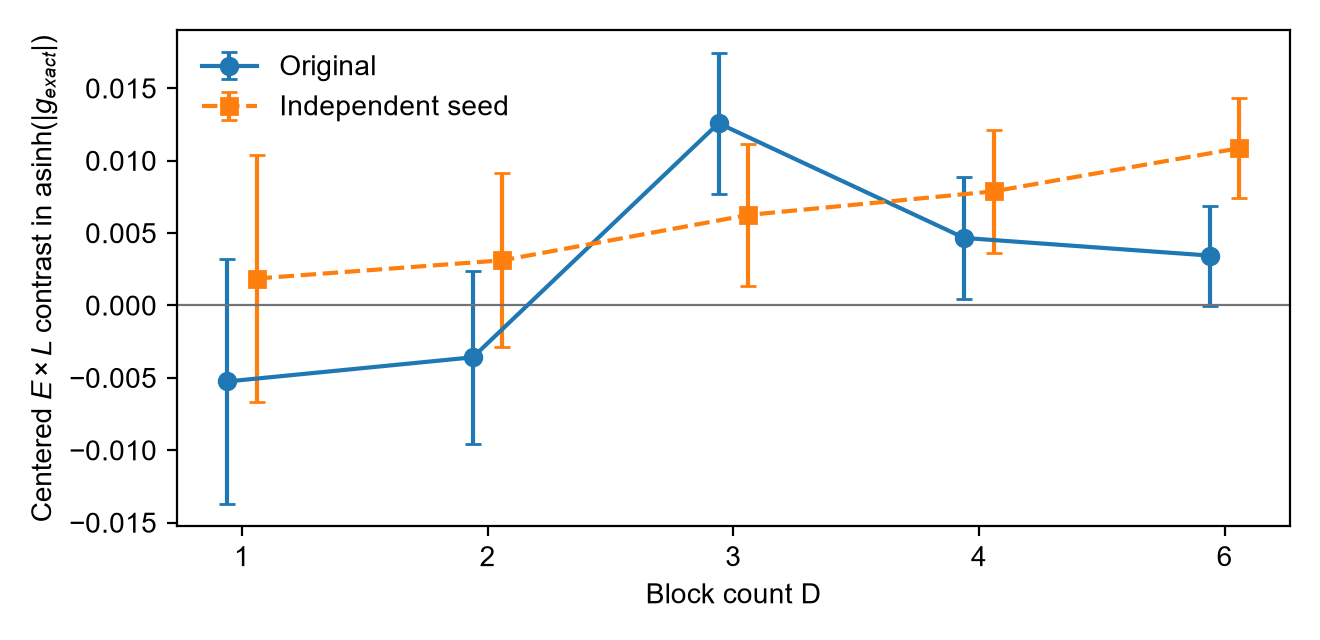 Original
Independent seed
Centered E × L contrast in asinh(|g_exact|)
0.015
0.010
0.005
0.000
−0.005
−0.010
−0.015
1 2 3 4 6
Block count D